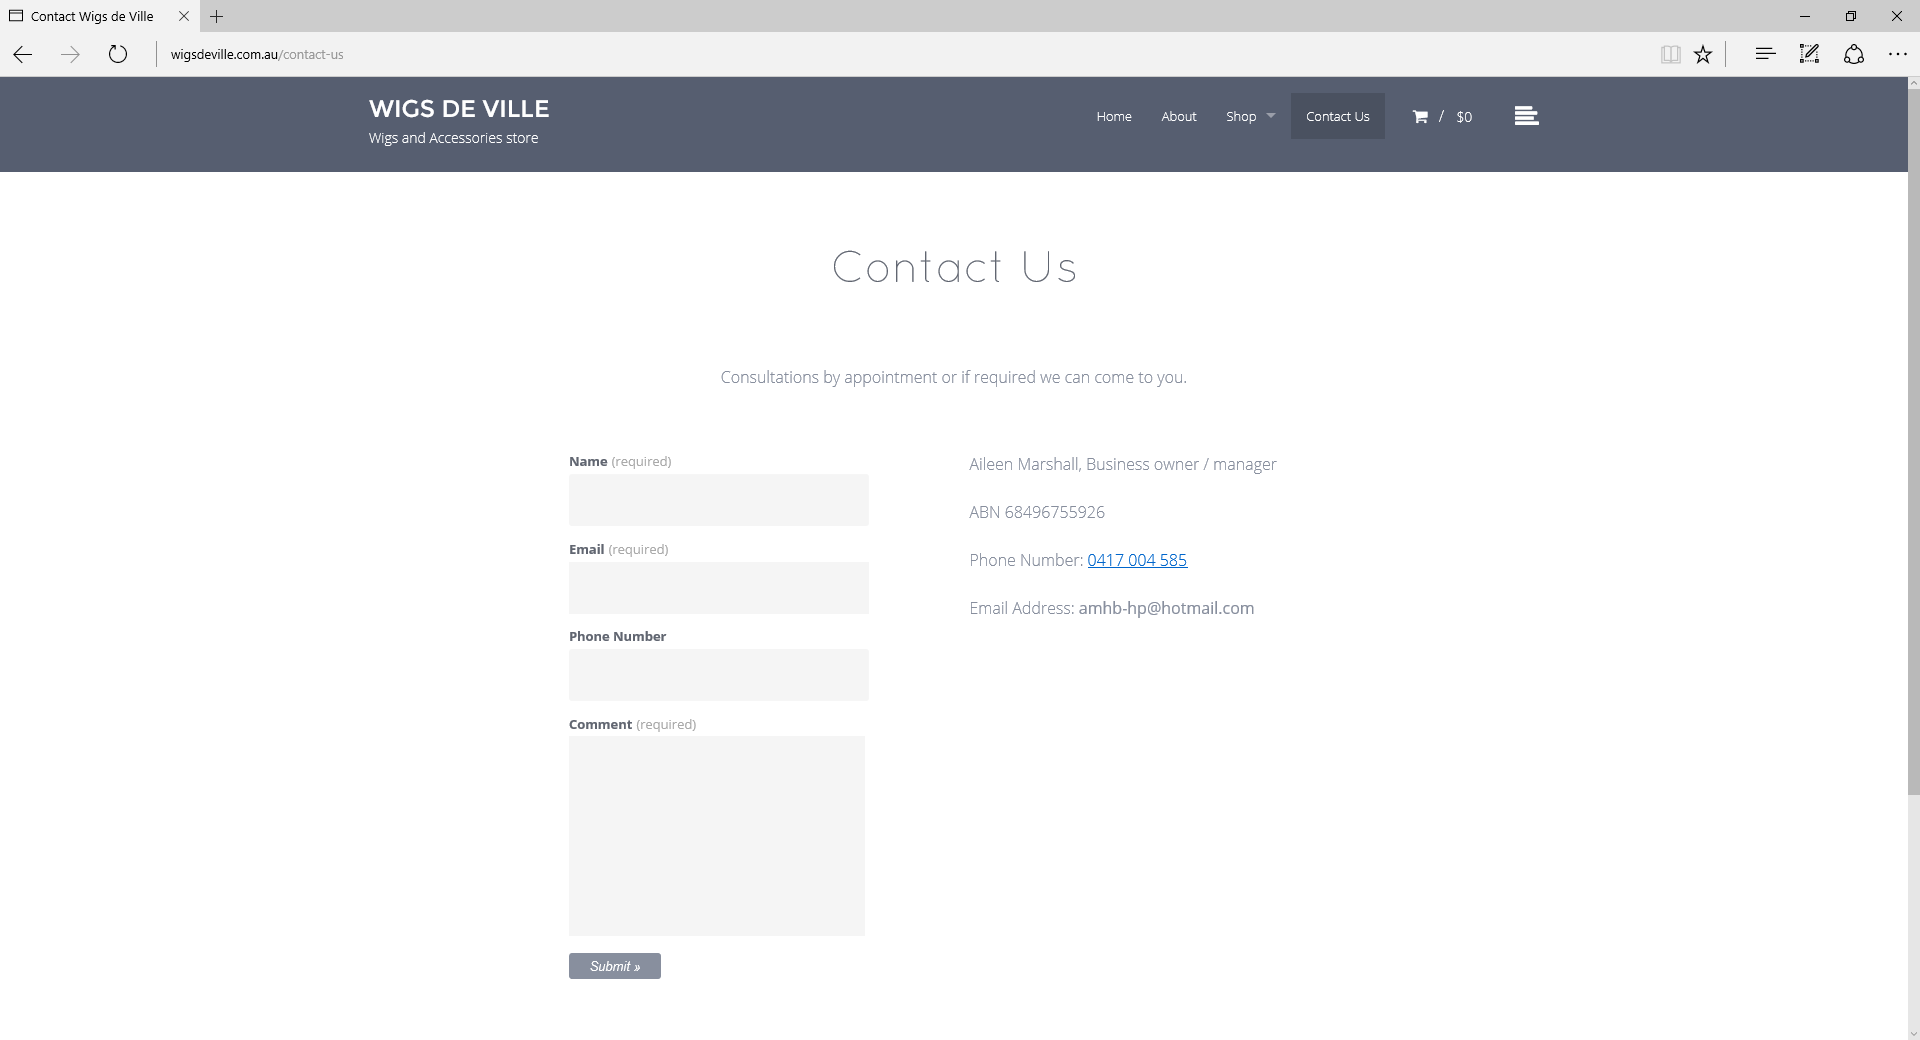 Contact Wigs de Ville
wigsdeville.com.au/contact-us
WIGS DE VILLE
Wigs and Accessories store
Home
About
Shop
Contact Us
/ $0
Contact Us
Consultations by appointment or if required we can come to you.
Name (required)
Email (required)
Phone Number
Comment (required)
Submit »
Aileen Marshall, Business owner / manager
ABN 68496755926
Phone Number: 0417 004 585
Email Address: amhb-hp@hotmail.com